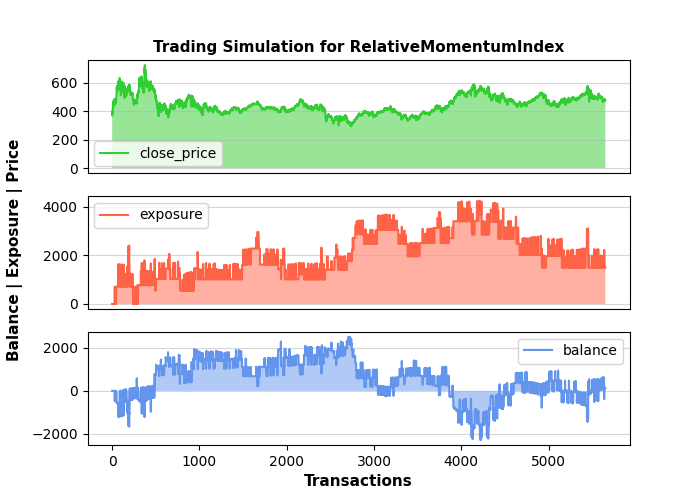 Trading Simulation for RelativeMomentumIndex
600
400
200
0
close_price
4000
2000
0
exposure
2000
0
−2000
balance
0 1000 2000 3000 4000 5000
Transactions
Balance | Exposure | Price